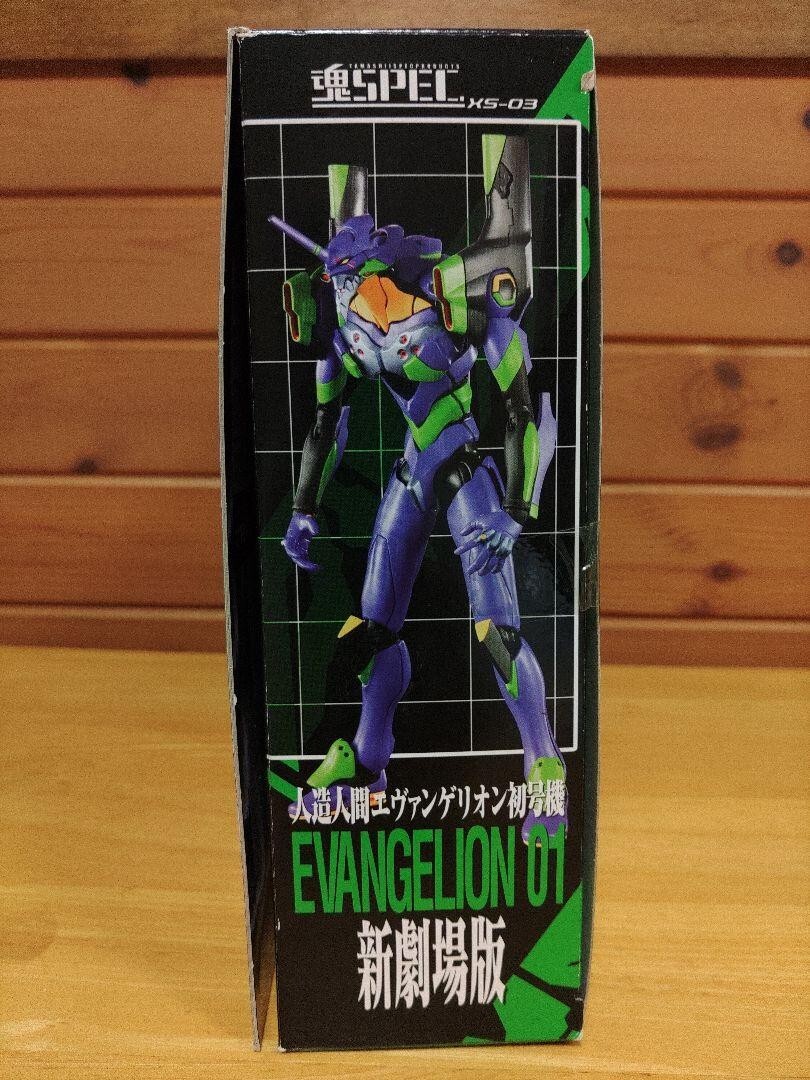 TAMASHII SPEC PRODUCTS
魂SPEC XS-03
人造人間エヴァンゲリオン初号機
EVANGELION 01
新劇場版